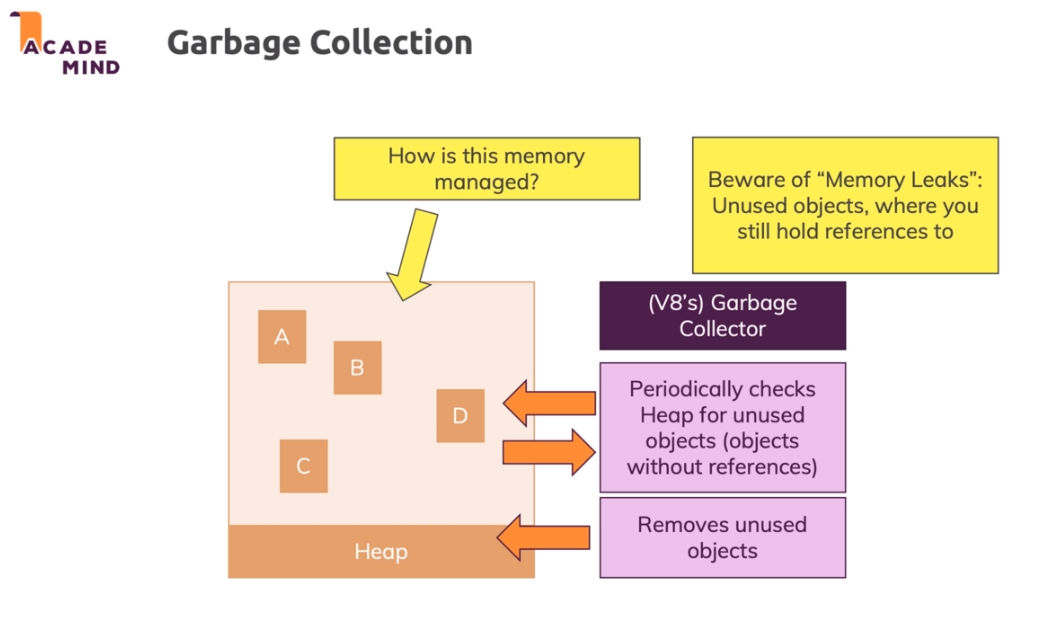 ACADE
MIND
Garbage Collection
How is this memory
managed?
Beware of “Memory Leaks”:
Unused objects, where you
still hold references to
(V8’s) Garbage
Collector
A
B
Periodically checks
Heap for unused
objects (objects
without references)
D
C
Removes unused
objects
Heap